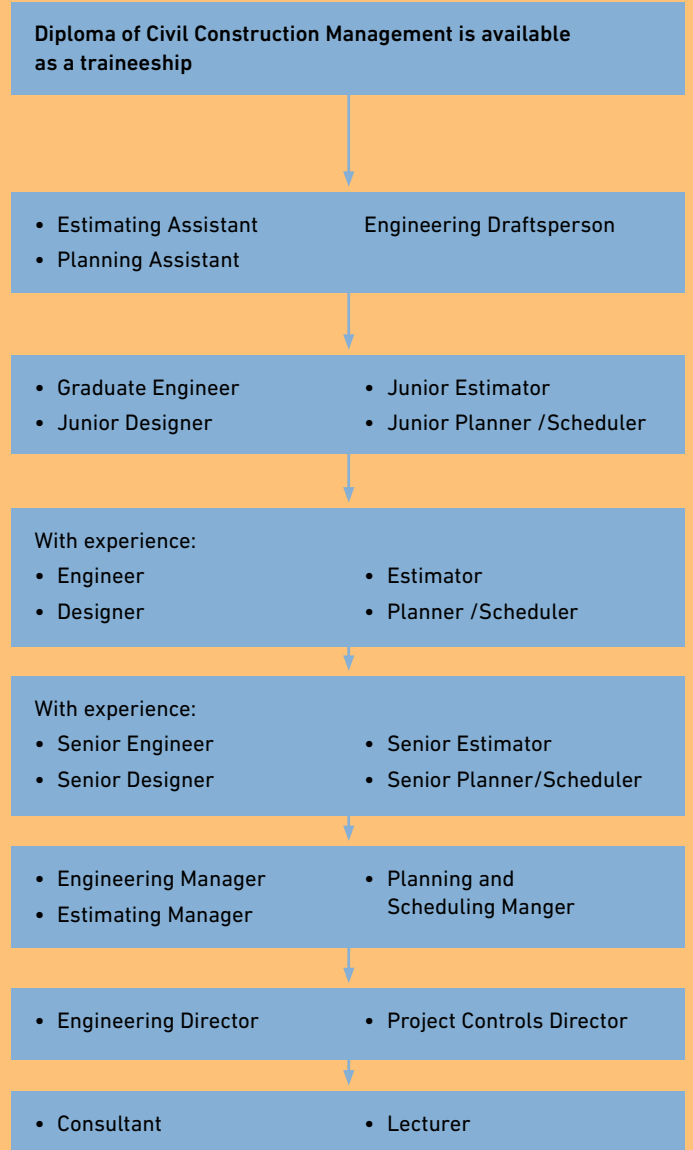 Diploma of Civil Construction Management is available
as a traineeship
• Estimating Assistant
• Planning Assistant
Engineering Draftsperson
• Graduate Engineer
• Junior Designer
• Junior Estimator
• Junior Planner /Scheduler
With experience:
• Engineer
• Designer
• Estimator
• Planner /Scheduler
With experience:
• Senior Engineer
• Senior Designer
• Senior Estimator
• Senior Planner/Scheduler
• Engineering Manager
• Estimating Manager
• Planning and
Scheduling Manger
• Engineering Director
• Project Controls Director
• Consultant
• Lecturer